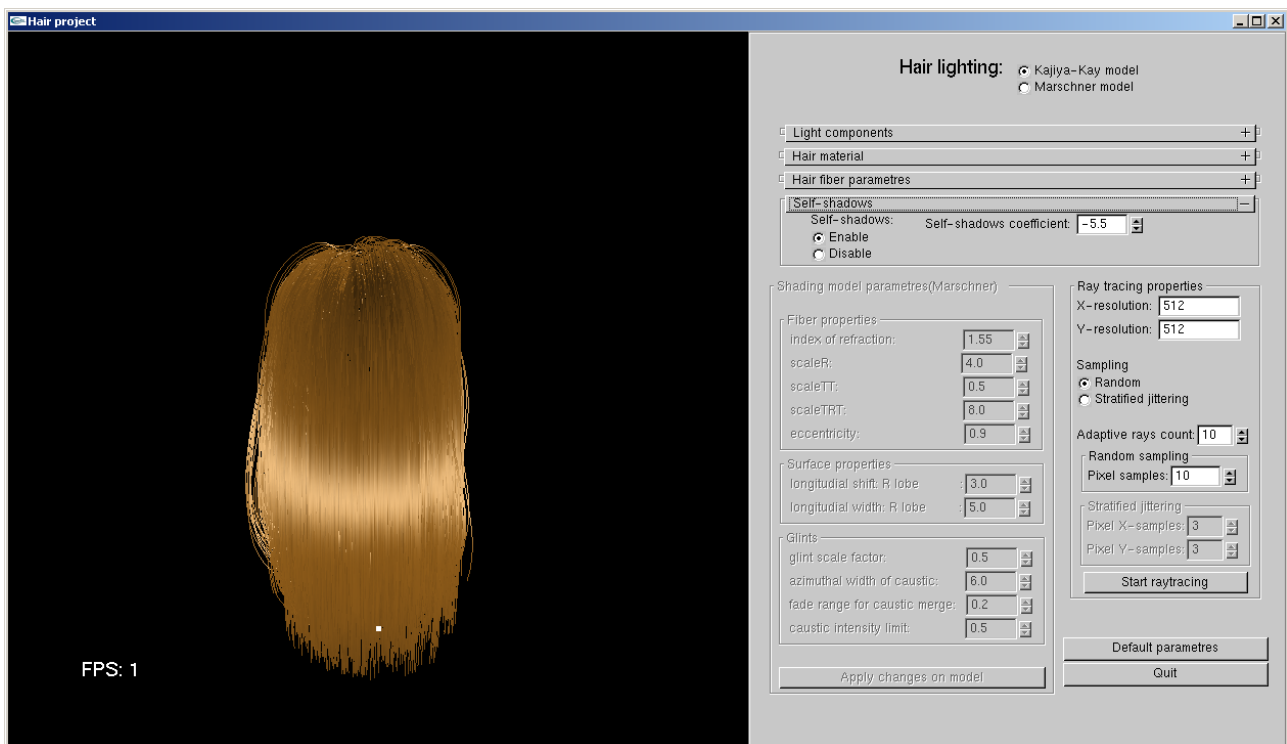 Hair project
Hair lighting:
Kajiya-Kay model
Marschner model
Light components
Hair material
Hair fiber parametres
Self-shadows
Self-shadows:
Self-shadows coefficient: -5.5
Enable
Disable
Shading model parametres(Marschner)
Fiber properties
index of refraction: 1.55
scaleR: 4.0
scaleTT: 0.5
scaleTRT: 8.0
eccentricity: 0.9
Surface properties
longitudial shift: R lobe : 3.0
longitudial width: R lobe : 5.0
Glints
glint scale factor: 0.5
azimuthal width of caustic: 6.0
fade range for caustic merge: 0.2
caustic intensity limit: 0.5
Apply changes on model
Ray tracing properties
X-resolution: 512
Y-resolution: 512
Sampling
Random
Stratified jittering
Adaptive rays count: 10
Random sampling
Pixel samples: 10
Stratified jittering
Pixel X-samples: 3
Pixel Y-samples: 3
Start raytracing
Default parametres
Quit
FPS: 1